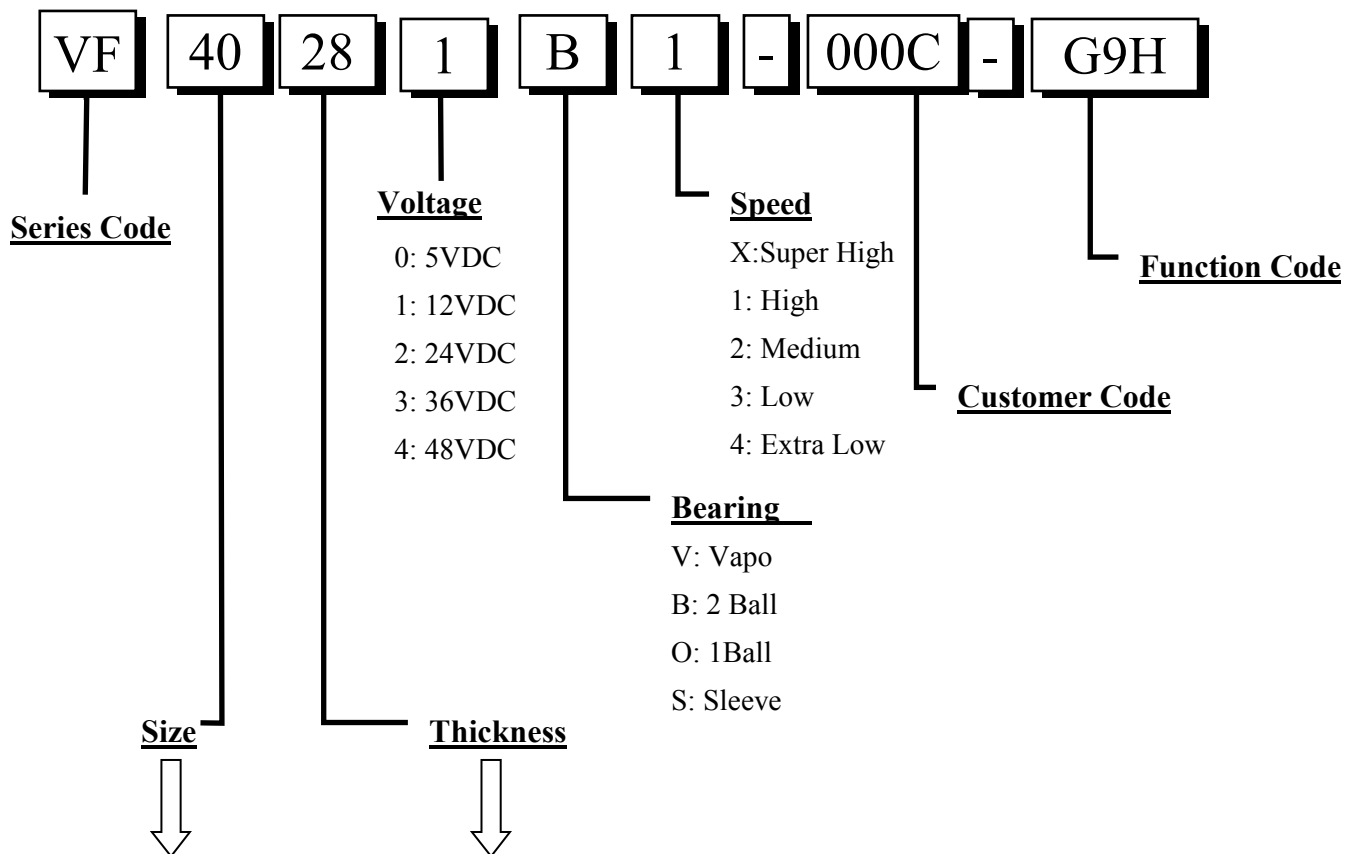 VF 40 28 1 B 1 - 000C - G9H
Series Code
Voltage
0: 5VDC
1: 12VDC
2: 24VDC
3: 36VDC
4: 48VDC
Speed
X:Super High
1: High
2: Medium
3: Low
4: Extra Low
Function Code
Customer Code
Bearing
V: Vapo
B: 2 Ball
O: 1Ball
S: Sleeve
Size
Thickness